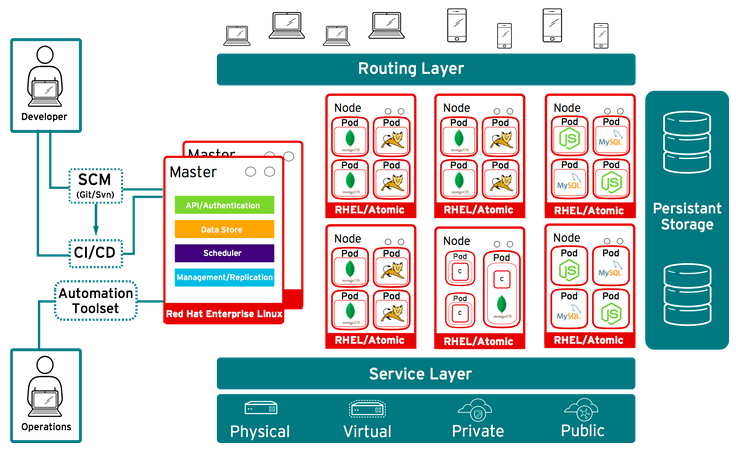 Routing Layer
Developer
SCM
(Git/Svn)
CI/CD
Automation
Toolset
Operations
Master
Master
API/Authentication
Data Store
Scheduler
Management/Replication
Red Hat Enterprise Linux
Node
Pod Pod
mongoDB
Pod Pod
mongoDB
RHEL/Atomic
Node
Pod Pod
mongoDB
Pod Pod
mongoDB
RHEL/Atomic
Node
Pod Pod
JS MySQL
Pod Pod
MySQL JS
RHEL/Atomic
Node
Pod Pod
mongoDB
Pod Pod
mongoDB
RHEL/Atomic
Node
Pod Pod
C C
Pod
C mongoDB
RHEL/Atomic
Node
Pod Pod
JS MySQL
Pod Pod
MySQL JS
RHEL/Atomic
Persistant
Storage
Service Layer
Physical
Virtual
Private
Public